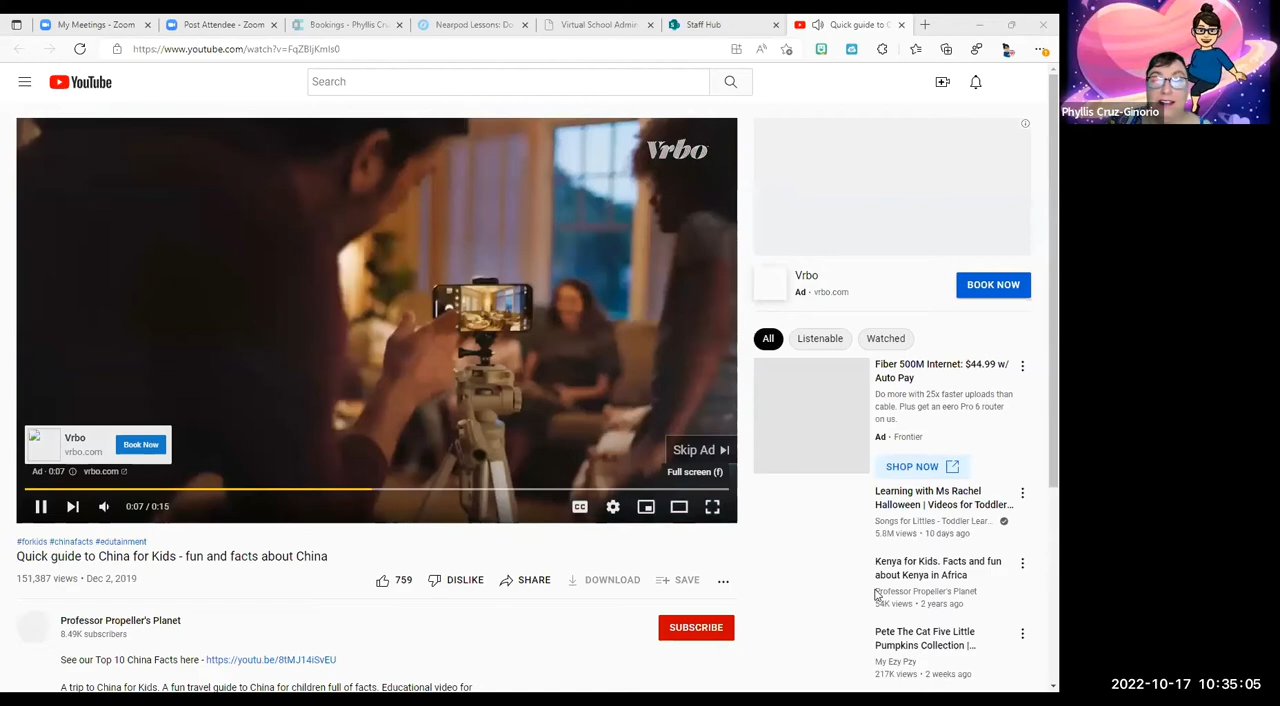 My Meetings - Zoom
Post Attendee - Zoom
Bookings - Phyllis Cru
Nearpod Lessons: Do
Virtual School Admin
Staff Hub
Quick guide to C
https://www.youtube.com/watch?v=FqZBljKmIs0
YouTube
Search
Vrbo
Vrbo
vrbo.com
Book Now
Skip Ad
Ad · 0:07 vrbo.com
Full screen (f)
0:07 / 0:15
CC
#forkids #chinafacts #edutainment
Quick guide to China for Kids - fun and facts about China
151,387 views • Dec 2, 2019
759
DISLIKE
SHARE
DOWNLOAD
SAVE
Professor Propeller's Planet
8.49K subscribers
SUBSCRIBE
See our Top 10 China Facts here - https://youtu.be/8tMJ14iSvEU
A trip to China for Kids. A fun travel guide to China for children full of facts. Educational video for
Vrbo
Ad • vrbo.com
BOOK NOW
All
Listenable
Watched
Fiber 500M Internet: $44.99 w/
Auto Pay
Do more with 25x faster uploads than
cable. Plus get an eero Pro 6 router
on us.
Ad • Frontier
SHOP NOW
Learning with Ms Rachel
Halloween | Videos for Toddler...
Songs for Littles - Toddler Lear...
5.8M views • 10 days ago
Kenya for Kids. Facts and fun
about Kenya in Africa
Professor Propeller's Planet
54K views • 2 years ago
Pete The Cat Five Little
Pumpkins Collection |...
My Ezy Pzy
217K views • 2 weeks ago
Phyllis Cruz-Ginorio
2022-10-17 10:35:05